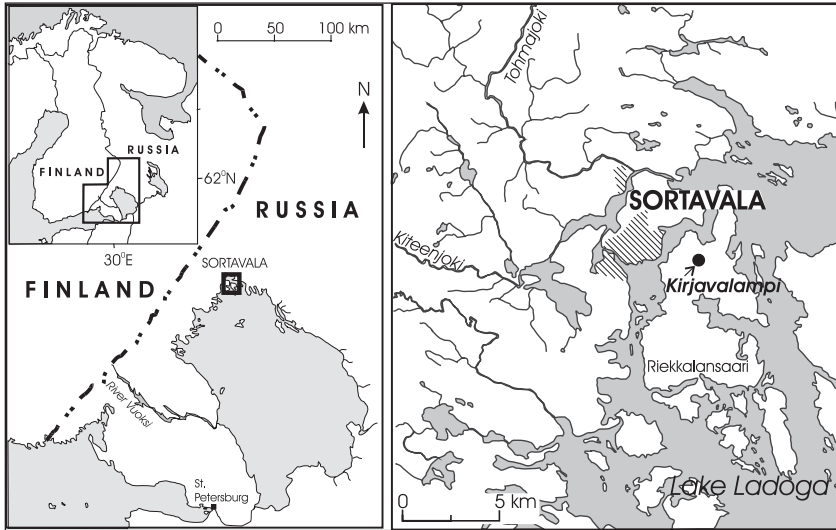 0 50 100 km
N
RUSSIA
FINLAND
62°N
30°E
RUSSIA
SORTAVALA
FINLAND
River Vuoksi
St.
Petersburg
Tohmajoki
SORTAVALA
Kiteenjoki
Kirjavalampi
Riekkalansaari
Lake Ladoga
0 5 km